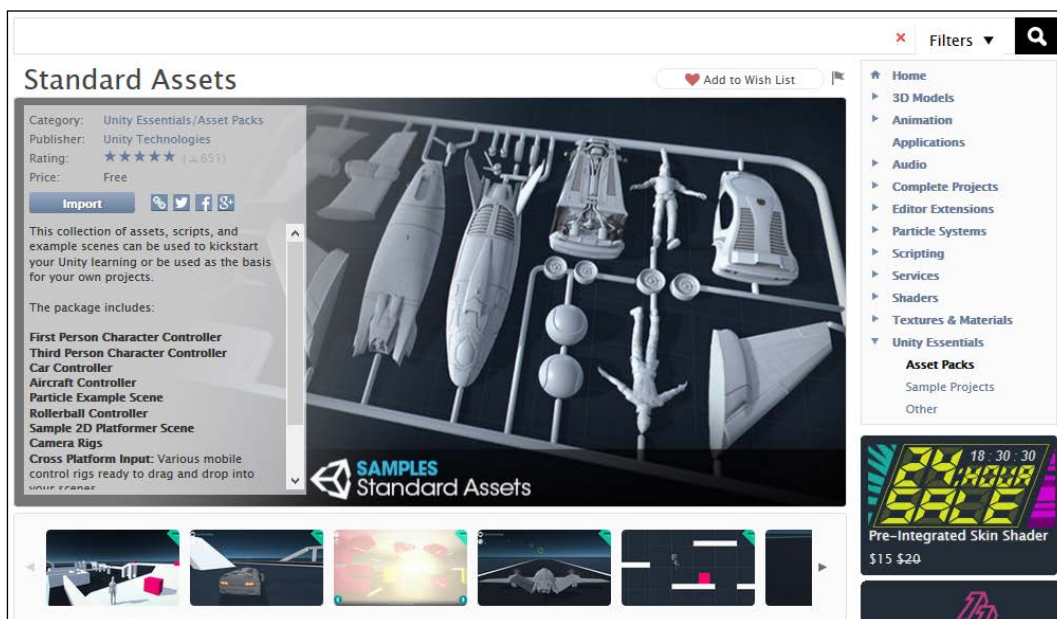 Filters ▼
Standard Assets
Add to Wish List
Category: Unity Essentials/Asset Packs
Publisher: Unity Technologies
Rating: ★★★★★ (651)
Price: Free
Import
This collection of assets, scripts, and
example scenes can be used to kickstart
your Unity learning or be used as the basis
for your own projects.
The package includes:
First Person Character Controller
Third Person Character Controller
Car Controller
Aircraft Controller
Particle Example Scene
Rollerball Controller
Sample 2D Platformer Scene
Camera Rigs
Cross Platform Input: Various mobile
control rigs ready to drag and drop into
your scenes
SAMPLES
Standard Assets
Home
3D Models
Animation
Applications
Audio
Complete Projects
Editor Extensions
Particle Systems
Scripting
Services
Shaders
Textures & Materials
Unity Essentials
Asset Packs
Sample Projects
Other
18 : 30 : 30
24 HOUR
SALE
Pre-Integrated Skin Shader
$15 $20